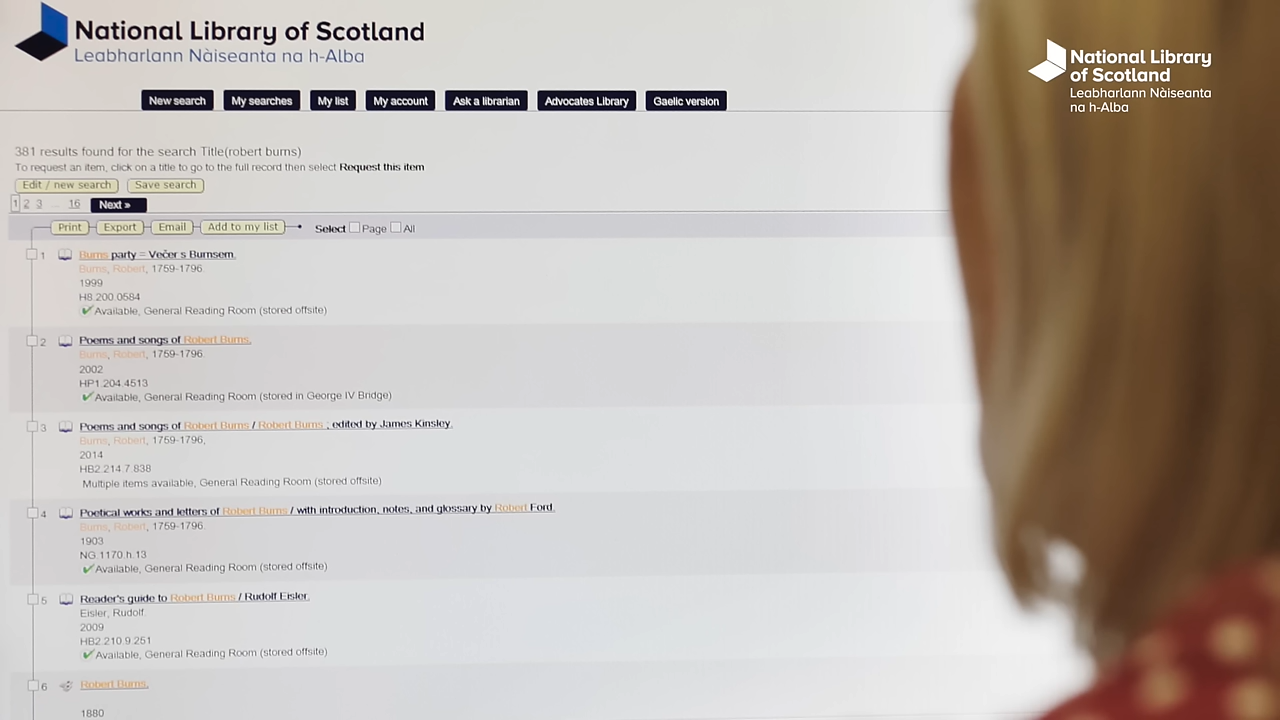 National Library of Scotland
Leabharlann Nàiseanta na h-Alba
National Library
of Scotland
Leabharlann Nàiseanta
na h-Alba
New search My searches My list My account Ask a librarian Advocates Library Gaelic version
381 results found for the search Title(robert burns)
To request an item, click on a title to go to the full record then select Request this item
Edit / new search Save search
1 2 3 ... 16 Next »
Print Export Email Add to my list Select Page All
1 Burns party = Večer s Burnsem.
Burns, Robert, 1759-1796.
1999
H8.200.0584
Available, General Reading Room (stored offsite)
2 Poems and songs of Robert Burns.
Burns, Robert, 1759-1796.
2002
HP1.204.4513
Available, General Reading Room (stored in George IV Bridge)
3 Poems and songs of Robert Burns / Robert Burns ; edited by James Kinsley.
Burns, Robert, 1759-1796,
2014
HB2.214.7.838
Multiple items available, General Reading Room (stored offsite)
4 Poetical works and letters of Robert Burns / with introduction, notes, and glossary by Robert Ford.
Burns, Robert, 1759-1796.
1903
NG.1170.h.13
Available, General Reading Room (stored offsite)
5 Reader's guide to Robert Burns / Rudolf Eisler.
Eisler, Rudolf.
2009
HB2.210.9.251
Available, General Reading Room (stored offsite)
6 Robert Burns.
1880